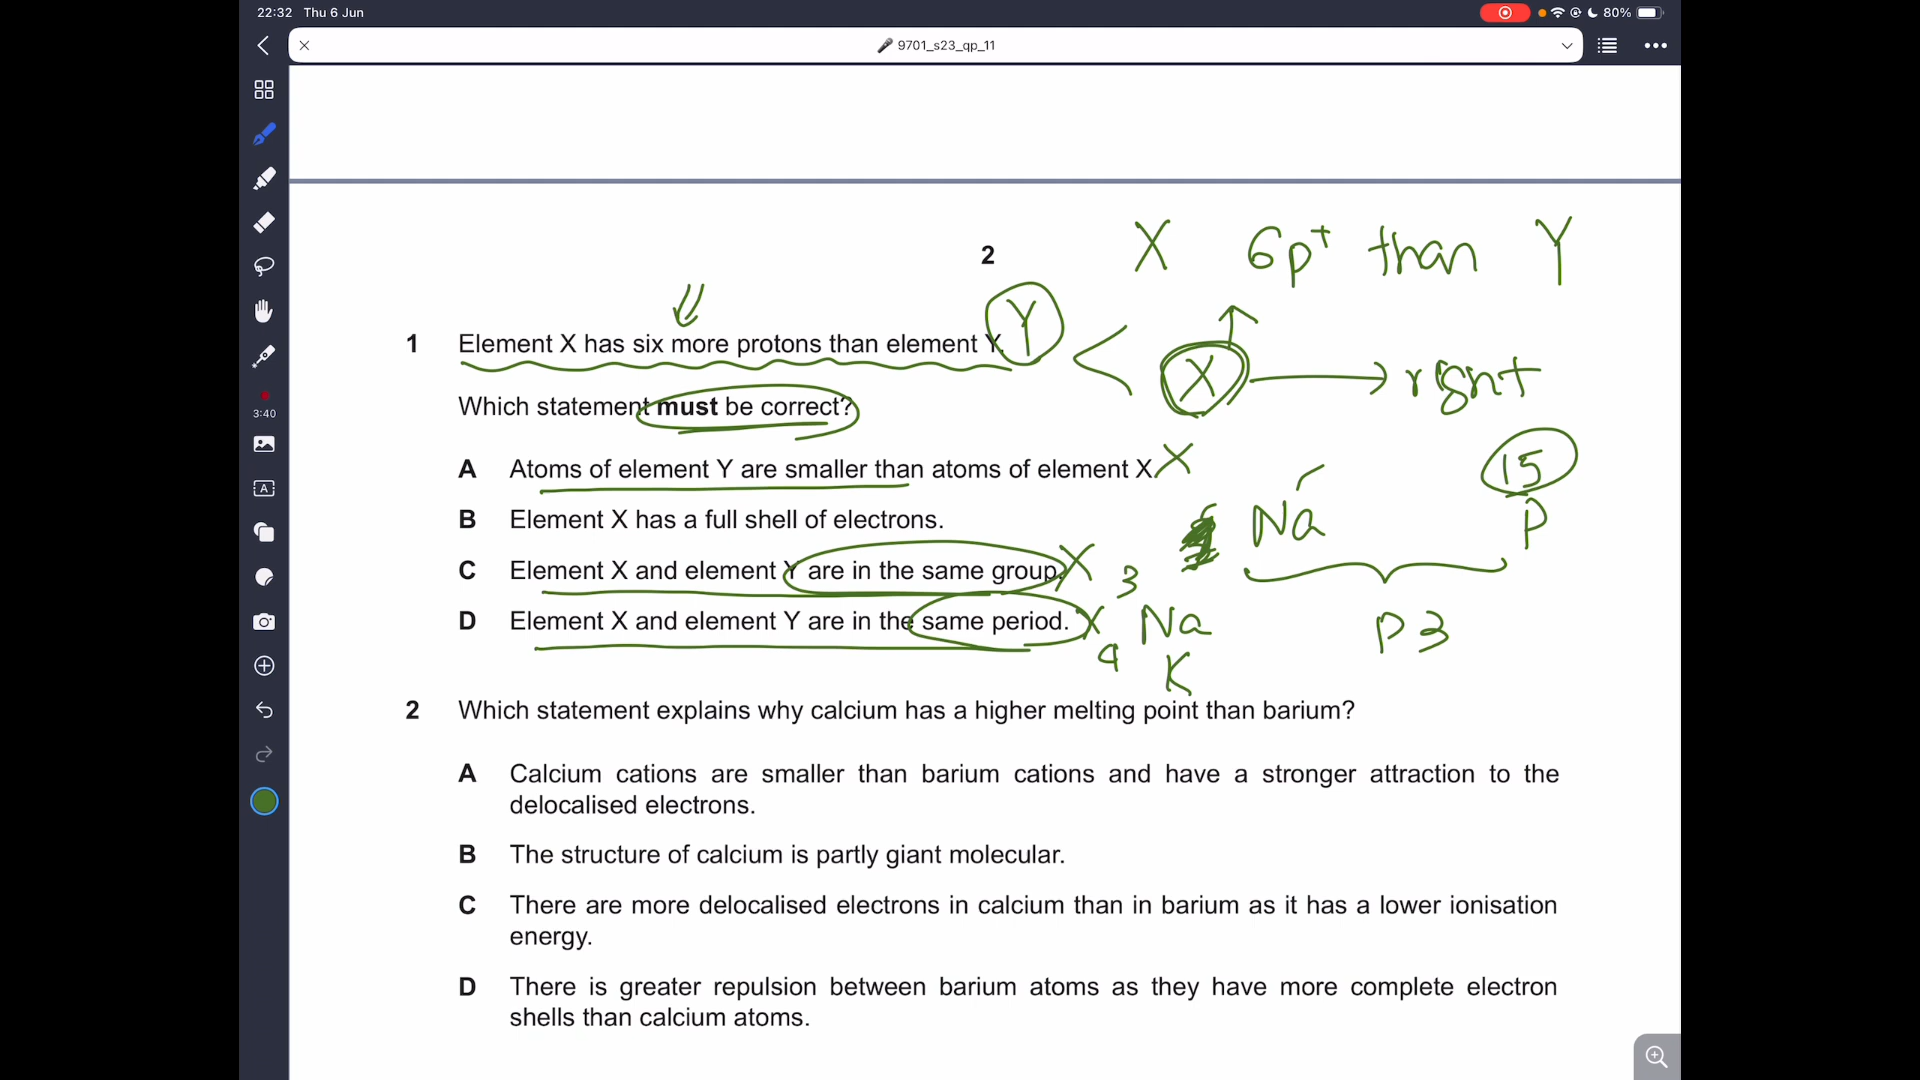 22:32 Thu 6 Jun
80%
9701_s23_qp_11
3:40
A
2
X 6p+ than Y
Y
1 Element X has six more protons than element Y.
X → right
Which statement must be correct?
A Atoms of element Y are smaller than atoms of element X. X
15
Na P
B Element X has a full shell of electrons.
C Element X and element Y are in the same group. X
3
D Element X and element Y are in the same period. X Na
P3
4 K
2 Which statement explains why calcium has a higher melting point than barium?
A Calcium cations are smaller than barium cations and have a stronger attraction to the
delocalised electrons.
B The structure of calcium is partly giant molecular.
C There are more delocalised electrons in calcium than in barium as it has a lower ionisation
energy.
D There is greater repulsion between barium atoms as they have more complete electron
shells than calcium atoms.